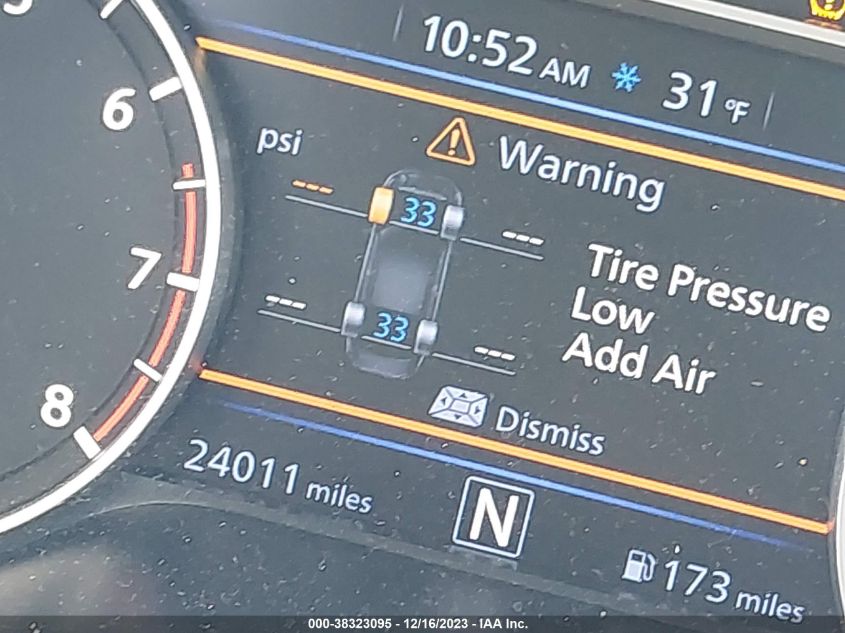 10:52 AM 31°F
6
psi
Warning
---
33
---
Tire Pressure
7
Low
---
33
Add Air
---
8
Dismiss
24011 miles
N
173 miles
000-38323095 - 12/16/2023 - IAA Inc.